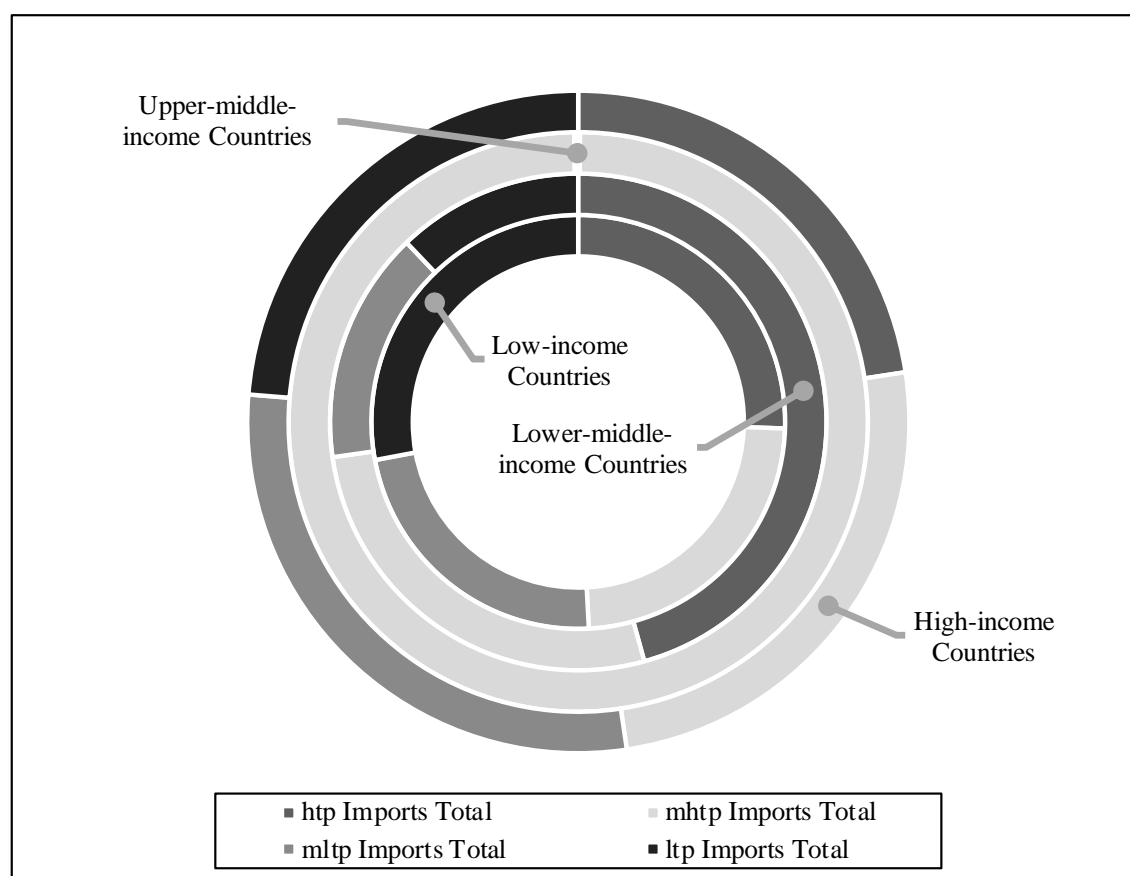 Upper-middle-
income Countries
Low-income
Countries
Lower-middle-
income Countries
High-income
Countries
htp Imports Total
mhtp Imports Total
mltp Imports Total
ltp Imports Total